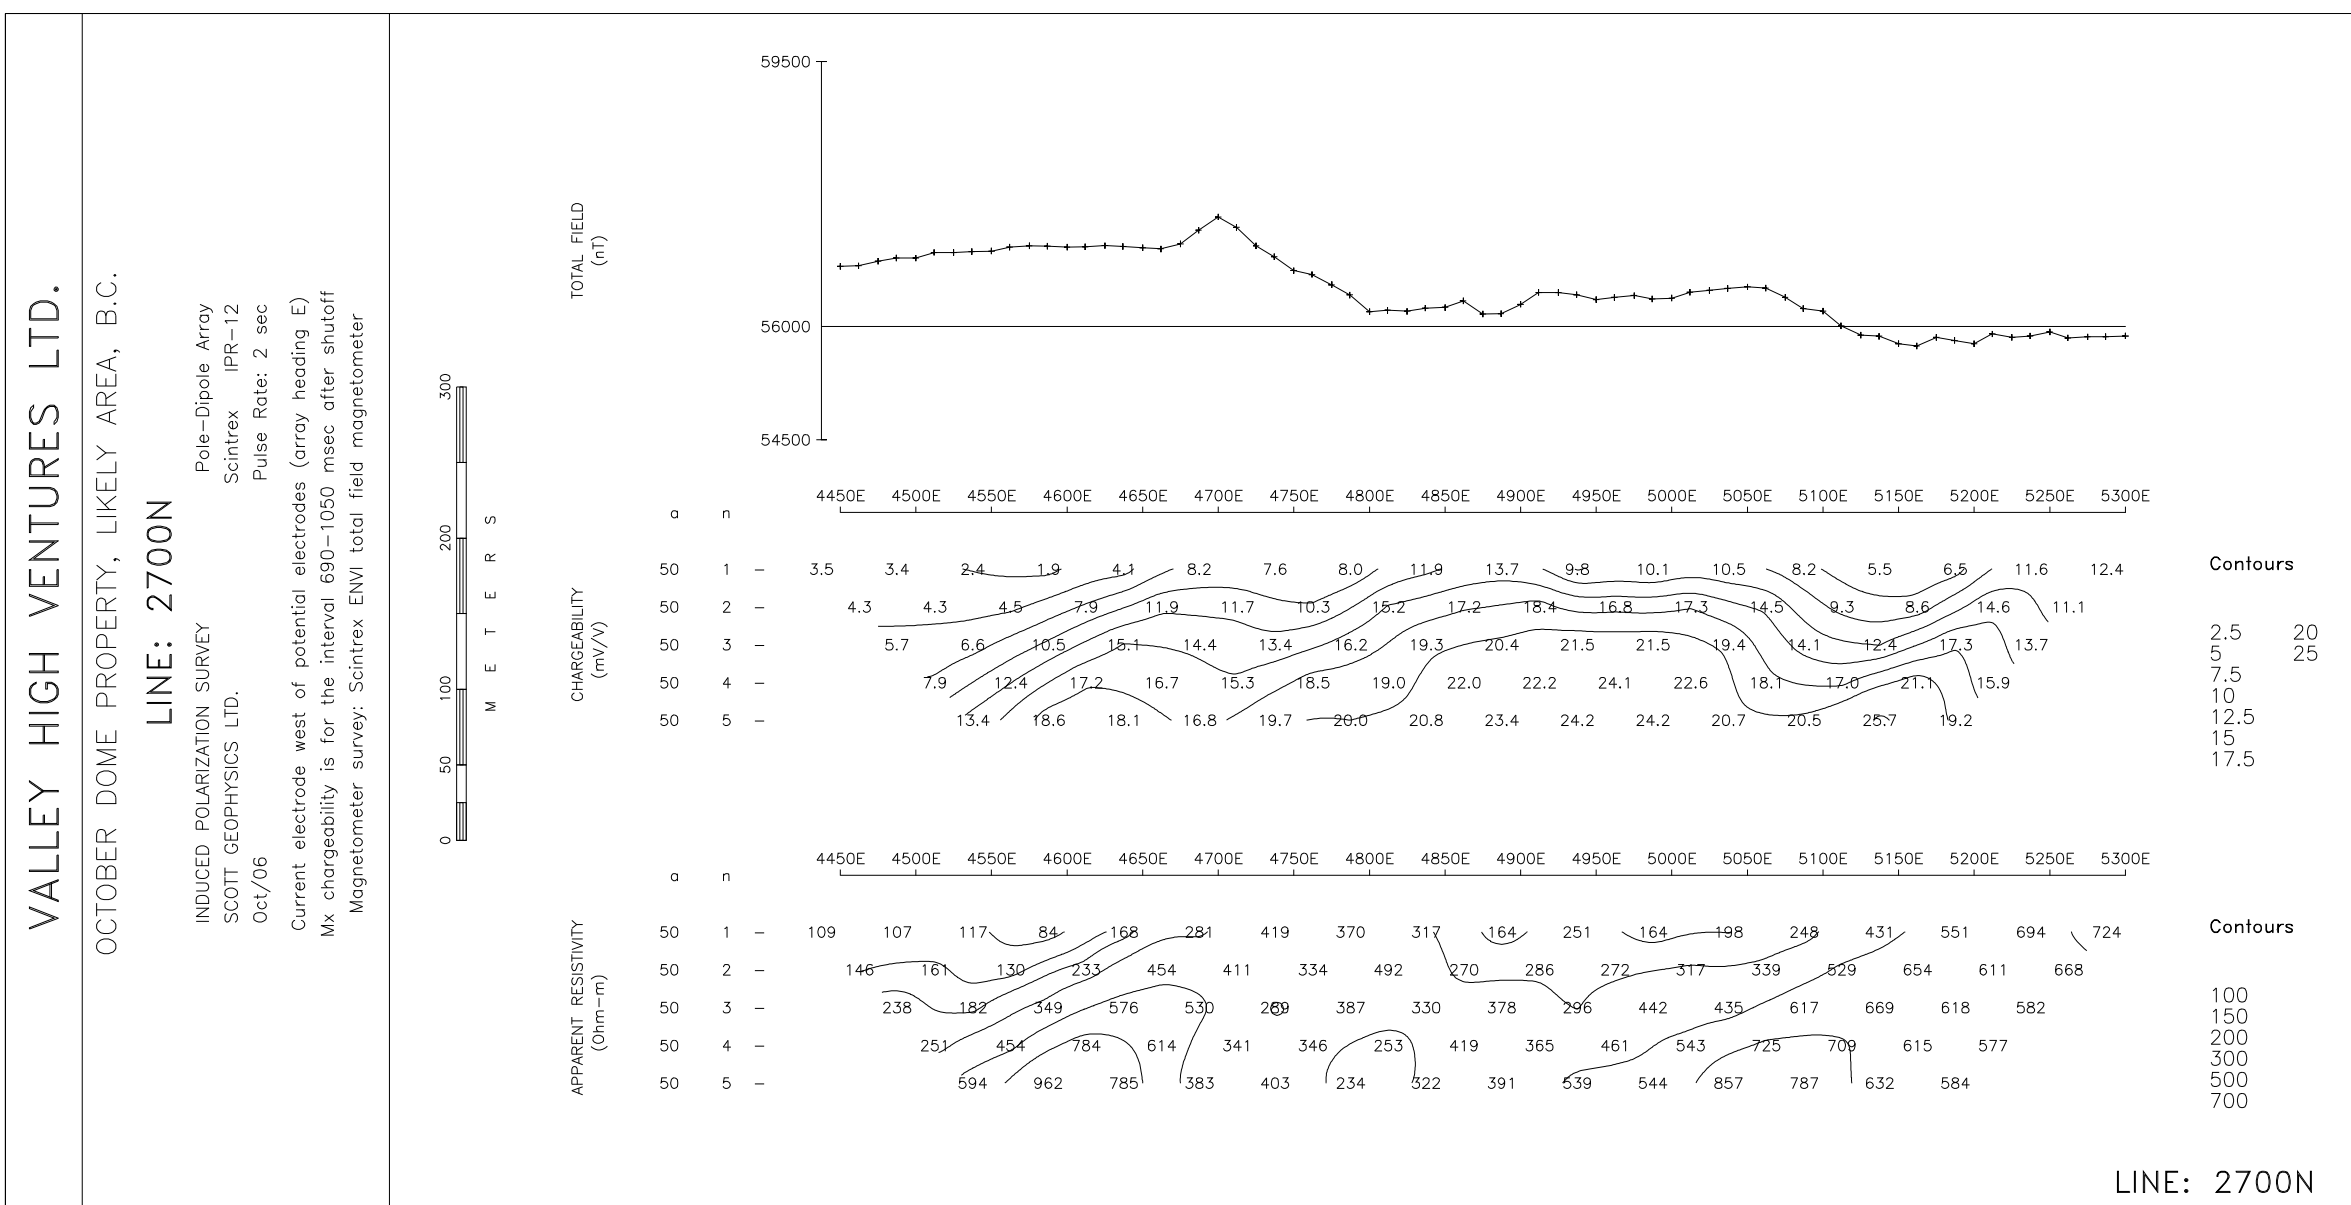 VALLEY HIGH VENTURES LTD.
OCTOBER DOME PROPERTY, LIKELY AREA, B.C.
LINE: 2700N
INDUCED POLARIZATION SURVEY Pole-Dipole Array
SCOTT GEOPHYSICS LTD. Scintrex IPR-12
Oct/06 Pulse Rate: 2 sec
Current electrode west of potential electrodes (array heading E)
Mx chargeability is for the interval 690-1050 msec after shutoff
Magnetometer survey: Scintrex ENVI total field magnetometer
0 50 100 200 300
METERS
TOTAL FIELD
(nT)
59500
56000
54500
4450E 4500E 4550E 4600E 4650E 4700E 4750E 4800E 4850E 4900E 4950E 5000E 5050E 5100E 5150E 5200E 5250E 5300E
a n
CHARGEABILITY
(mV/V)
50 1 - 3.5 3.4 2.4 1.9 4.1 8.2 7.6 8.0 11.9 13.7 9.8 10.1 10.5 8.2 5.5 6.5 11.6 12.4
50 2 - 4.3 4.3 4.5 7.9 11.9 11.7 10.3 15.2 17.2 18.4 16.8 17.3 14.5 9.3 8.6 14.6 11.1
50 3 - 5.7 6.6 10.5 15.1 14.4 13.4 16.2 19.3 20.4 21.5 21.5 19.4 14.1 12.4 17.3 13.7
50 4 - 7.9 12.4 17.2 16.7 15.3 18.5 19.0 22.0 22.2 24.1 22.6 18.1 17.0 21.1 15.9
50 5 - 13.4 18.6 18.1 16.8 19.7 20.0 20.8 23.4 24.2 24.2 20.7 20.5 25.7 19.2
Contours
2.5 20
5 25
7.5
10
12.5
15
17.5
4450E 4500E 4550E 4600E 4650E 4700E 4750E 4800E 4850E 4900E 4950E 5000E 5050E 5100E 5150E 5200E 5250E 5300E
a n
APPARENT RESISTIVITY
(Ohm-m)
50 1 - 109 107 117 84 168 281 419 370 317 164 251 164 198 248 431 551 694 724
50 2 - 146 161 130 233 454 411 334 492 270 286 272 317 339 529 654 611 668
50 3 - 238 182 349 576 530 289 387 330 378 296 442 435 617 669 618 582
50 4 - 251 454 784 614 341 346 253 419 365 461 543 725 709 615 577
50 5 - 594 962 785 383 403 234 322 391 539 544 857 787 632 584
Contours
100
150
200
300
500
700
LINE: 2700N